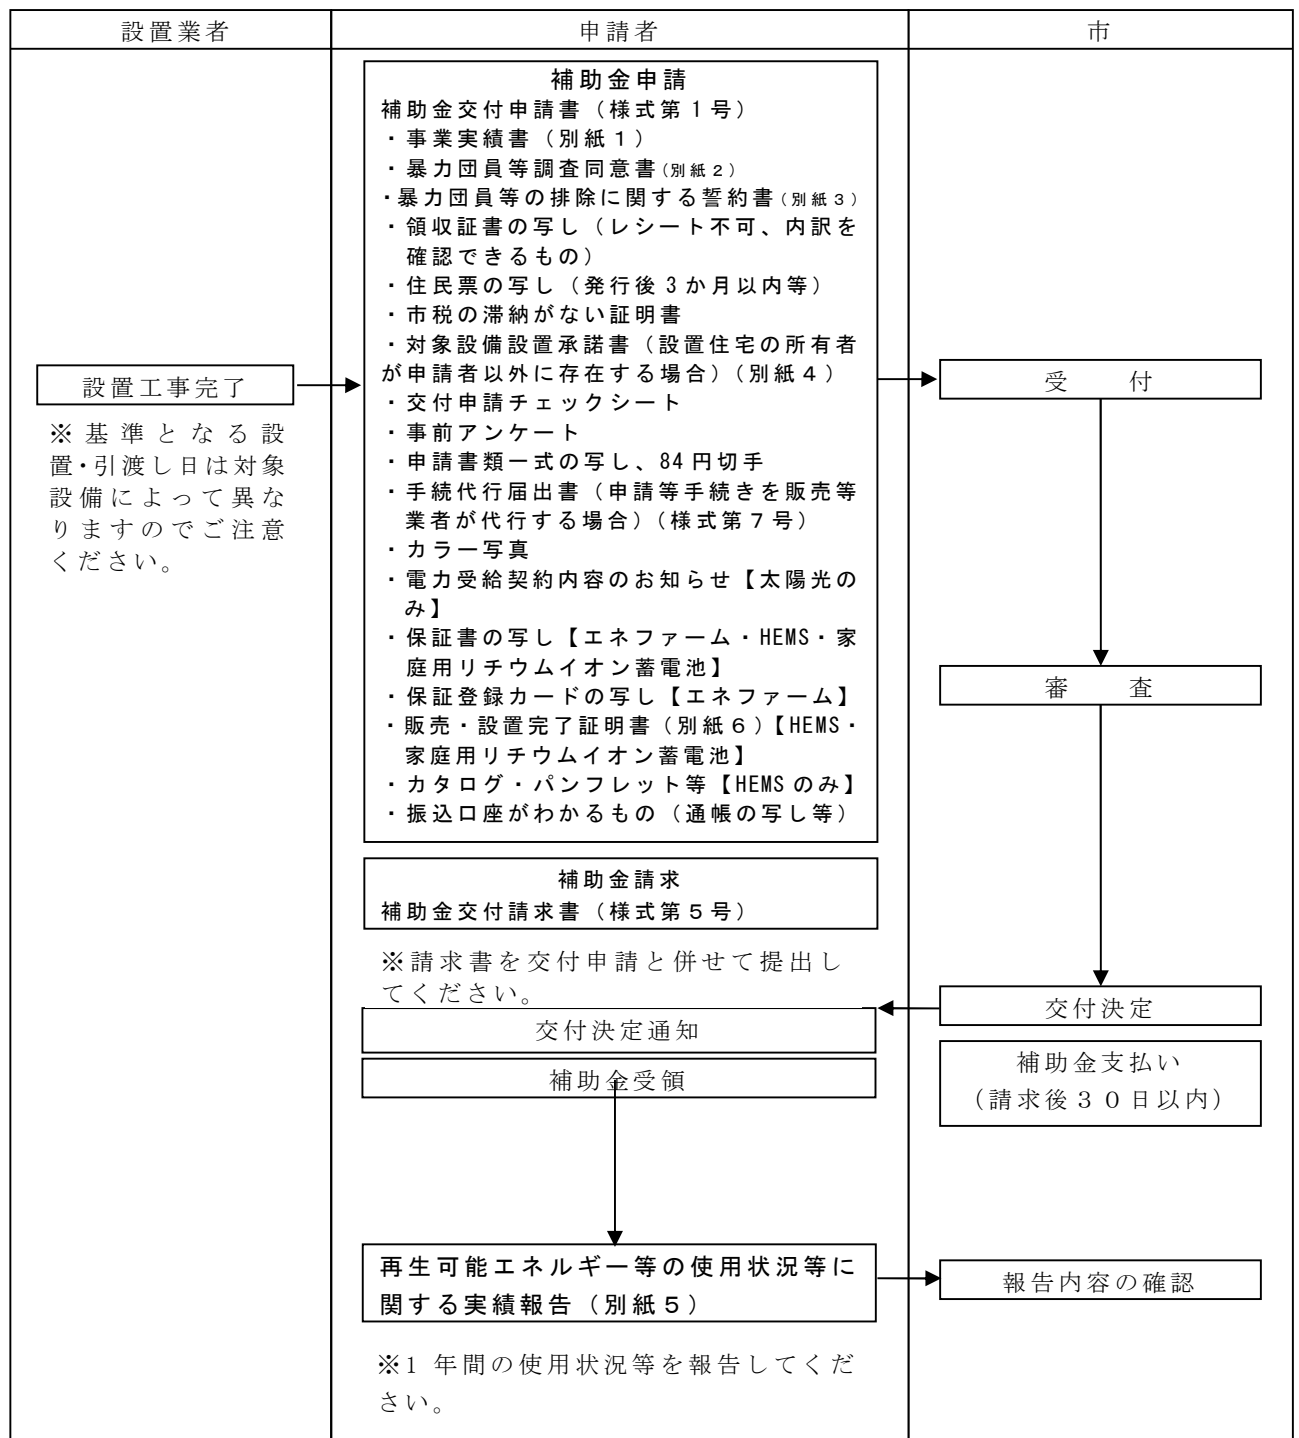 設置業者
申請者
市
補助金申請
補助金交付申請書（様式第1号）
・事業実績書（別紙１）
・暴力団員等調査同意書（別紙２）
・暴力団員等の排除に関する誓約書（別紙３）
・領収証書の写し（レシート不可、内訳を
確認できるもの）
・住民票の写し（発行後3か月以内等）
・市税の滞納がない証明書
・対象設備設置承諾書（設置住宅の所有者
が申請者以外に存在する場合）（別紙４）
・交付申請チェックシート
・事前アンケート
・申請書類一式の写し、84円切手
・手続代行届出書（申請等手続きを販売等
業者が代行する場合）（様式第７号）
・カラー写真
・電力受給契約内容のお知らせ【太陽光の
み】
・保証書の写し【エネファーム・HEMS・家
庭用リチウムイオン蓄電池】
・保証登録カードの写し【エネファーム】
・販売・設置完了証明書（別紙６）【HEMS・
家庭用リチウムイオン蓄電池】
・カタログ・パンフレット等【HEMSのみ】
・振込口座がわかるもの（通帳の写し等）
設置工事完了
※基準となる設
置・引渡し日は対象
設備によって異な
りますのでご注意
ください。
受　　付
審　　査
補助金請求
補助金交付請求書（様式第５号）
※請求書を交付申請と併せて提出し
てください。
交付決定
交付決定通知
補助金受領
補助金支払い
（請求後３０日以内）
再生可能エネルギー等の使用状況等に
関する実績報告（別紙５）
報告内容の確認
※1 年間の使用状況等を報告してくだ
さい。